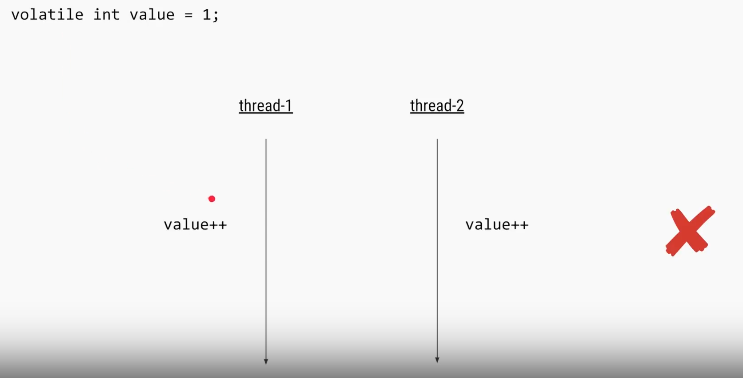 volatile int value = 1;
thread-1 thread-2
value++ value++